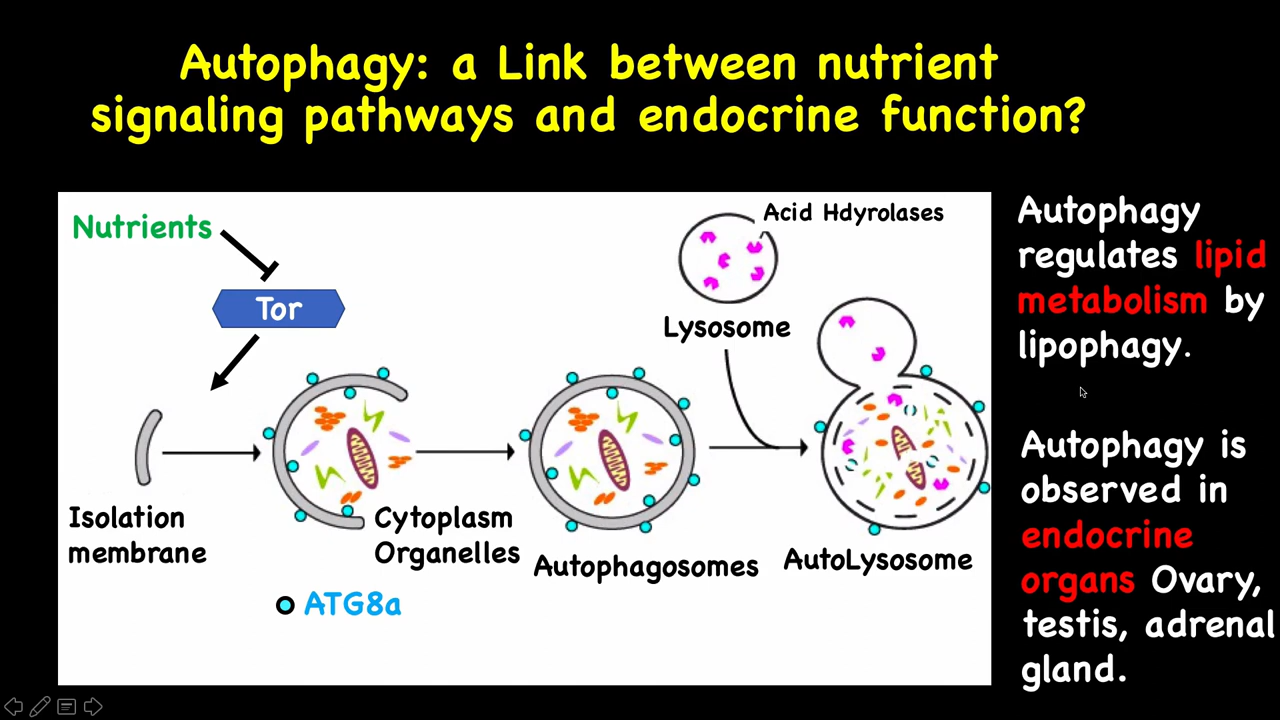 Autophagy: a Link between nutrient
signaling pathways and endocrine function?
Nutrients
Tor
Acid Hdyrolases
Lysosome
Isolation
membrane
Cytoplasm
Organelles
Autophagosomes
AutoLysosome
ATG8a
Autophagy
regulates lipid
metabolism by
lipophagy.
Autophagy is
observed in
endocrine
organs Ovary,
testis, adrenal
gland.